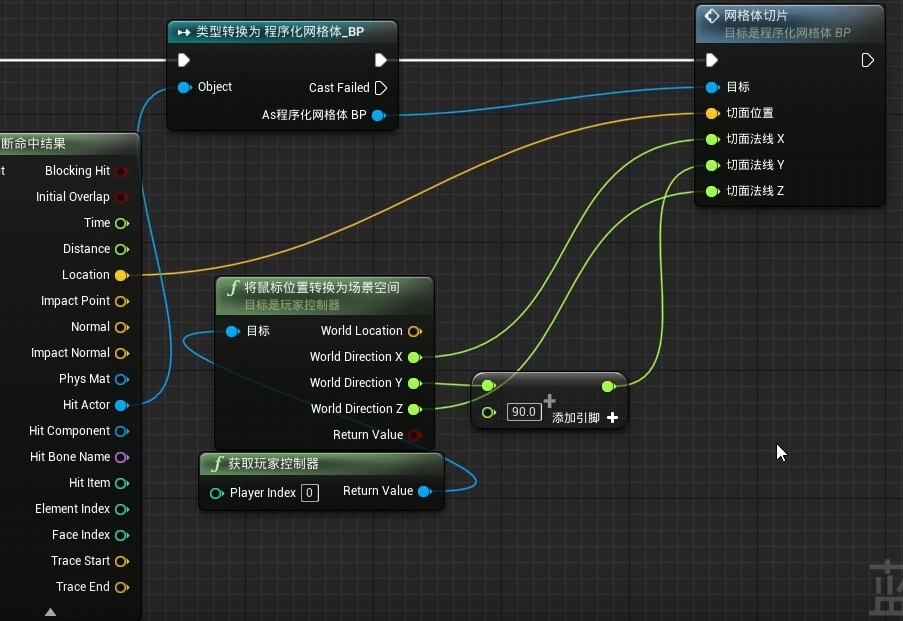 类型转换为 程序化网格体_BP
Object
Cast Failed
As程序化网格体 BP
网格体切片
目标是程序化网格体 BP
目标
切面位置
切面法线 X
切面法线 Y
切面法线 Z
断命中结果
t
Blocking Hit
Initial Overlap
Time
Distance
Location
Impact Point
Normal
Impact Normal
Phys Mat
Hit Actor
Hit Component
Hit Bone Name
Hit Item
Element Index
Face Index
Trace Start
Trace End
f 将鼠标位置转换为场景空间
目标是玩家控制器
目标
World Location
World Direction X
World Direction Y
World Direction Z
Return Value
90.0
添加引脚 +
f 获取玩家控制器
Player Index 0
Return Value
蓝